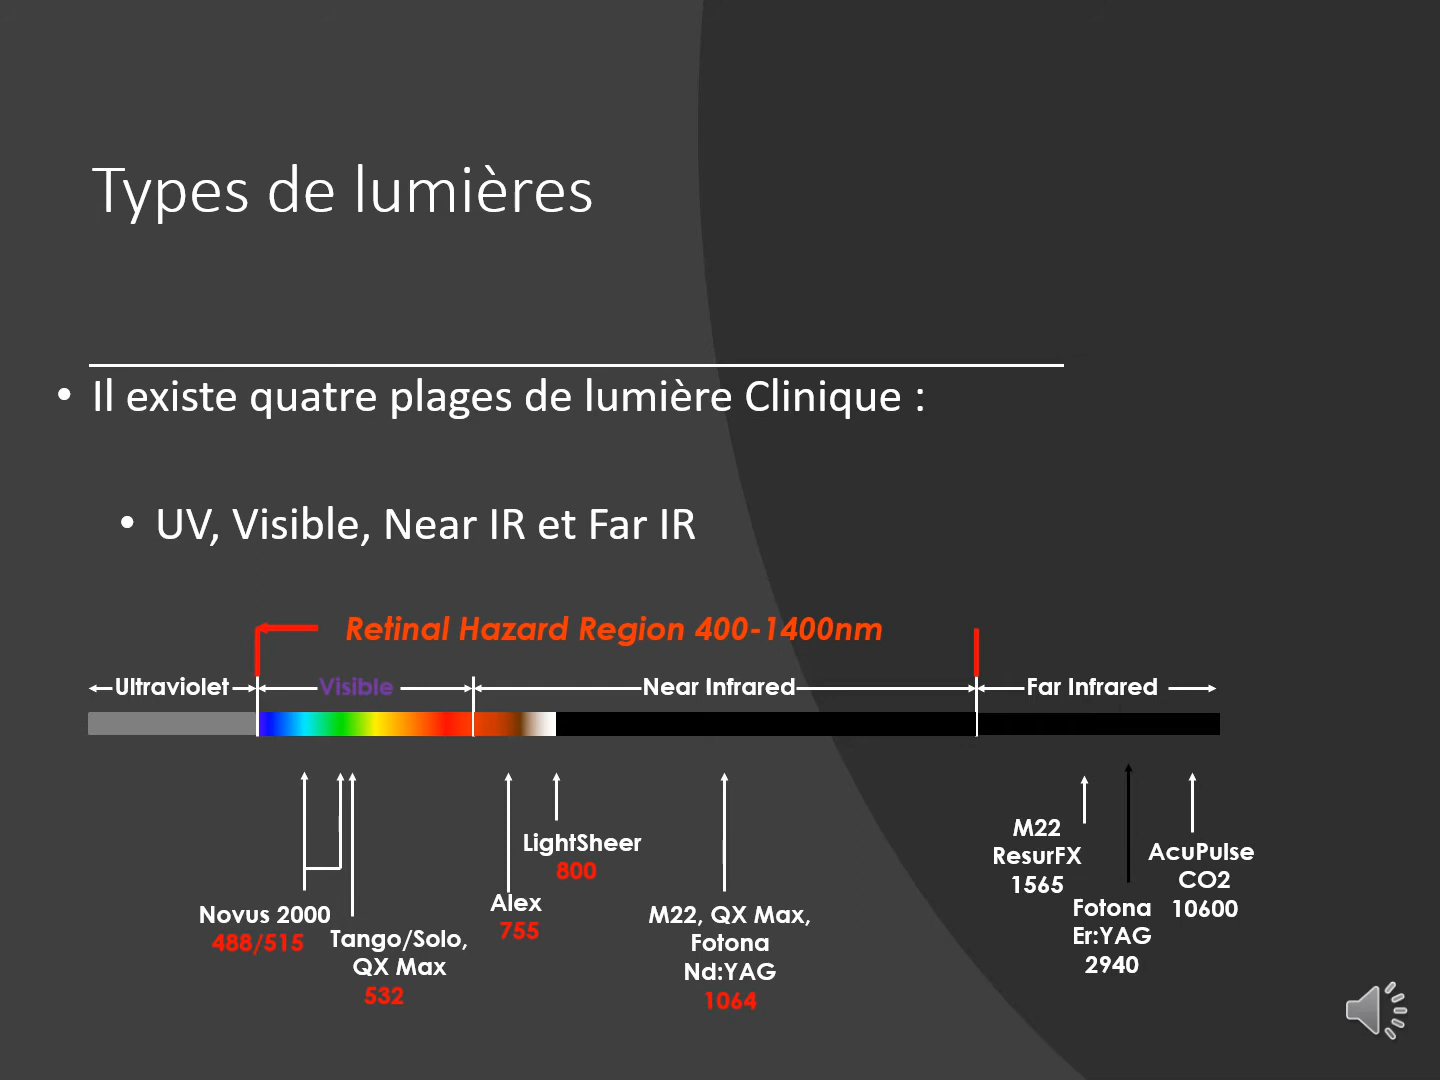 Types de lumières
• Il existe quatre plages de lumière Clinique :
• UV, Visible, Near IR et Far IR
Retinal Hazard Region 400-1400nm
Ultraviolet
Visible
Near Infrared
Far Infrared
Novus 2000
488/515
Tango/Solo,
QX Max
532
Alex
755
LightSheer
800
M22, QX Max,
Fotona
Nd:YAG
1064
M22
ResurFX
1565
Fotona
Er:YAG
2940
AcuPulse
CO2
10600